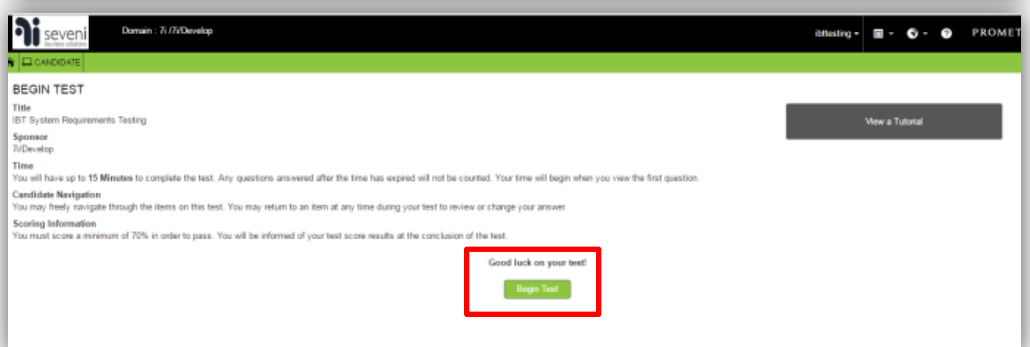 seveni
business solutions
Domain : 7i /7i/Develop
ibttesting
PROMET
CANDIDATE
BEGIN TEST
Title
IBT System Requirements Testing
View a Tutorial
Sponsor
7i/Develop
Time
You will have up to 15 Minutes to complete the test. Any questions answered after the time has expired will not be counted. Your time will begin when you view the first question.
Candidate Navigation
You may freely navigate through the items on this test. You may return to an item at any time during your test to review or change your answer.
Scoring Information
You must score a minimum of 70% in order to pass. You will be informed of your test score results at the conclusion of the test.
Good luck on your test!
Begin Test